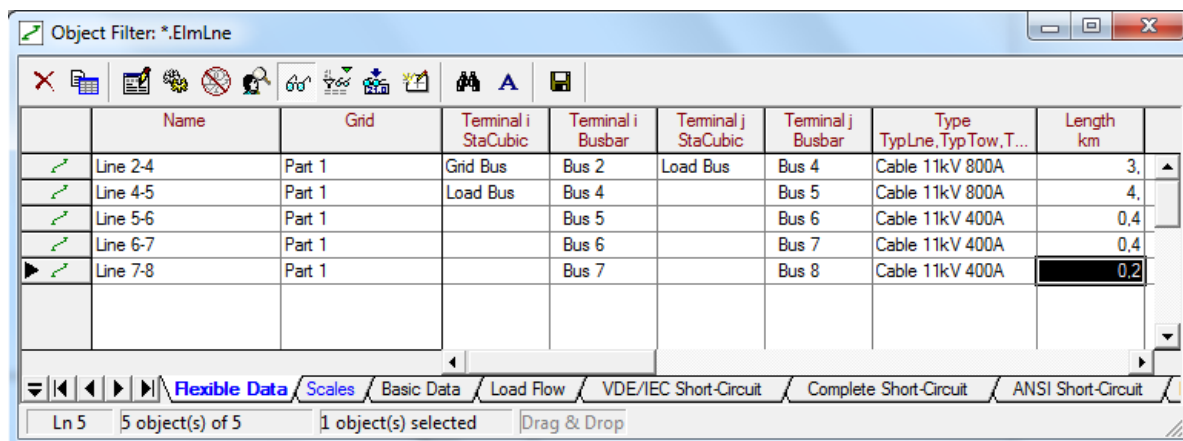 Object Filter: *.ElmLne
Name Grid Terminal i StaCubic Terminal i Busbar Terminal j StaCubic Terminal j Busbar Type TypLne,TypTow,T... Length km
Line 2-4 Part 1 Grid Bus Bus 2 Load Bus Bus 4 Cable 11kV 800A 3,
Line 4-5 Part 1 Load Bus Bus 4 Bus 5 Cable 11kV 800A 4,
Line 5-6 Part 1 Bus 5 Bus 6 Cable 11kV 400A 0,4
Line 6-7 Part 1 Bus 6 Bus 7 Cable 11kV 400A 0,4
Line 7-8 Part 1 Bus 7 Bus 8 Cable 11kV 400A 0,2
Flexible Data Scales Basic Data Load Flow VDE/IEC Short-Circuit Complete Short-Circuit ANSI Short-Circuit
Ln 5 5 object(s) of 5 1 object(s) selected Drag & Drop